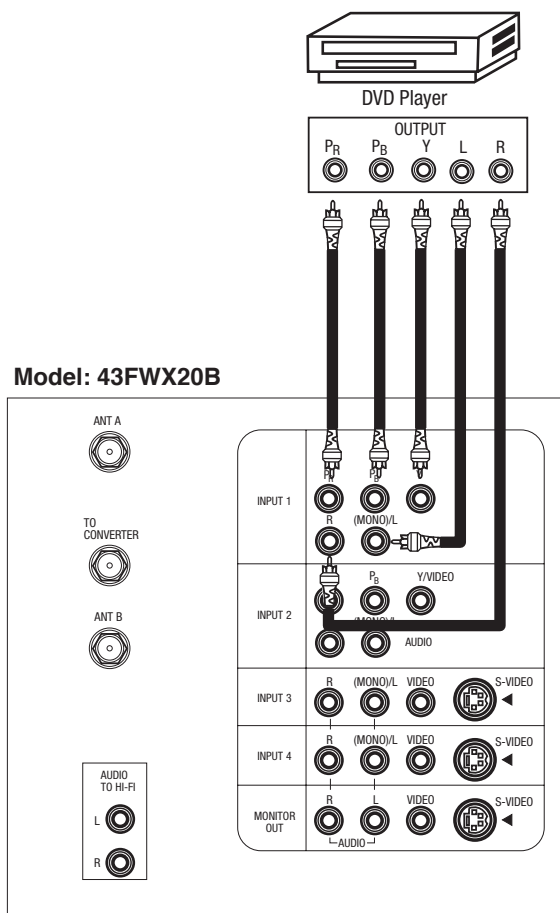 DVD Player
OUTPUT
PR PB Y L R
Model: 43FWX20B
ANT A
TO
CONVERTER
ANT B
AUDIO
TO HI-FI
L
R
INPUT 1
PR PB
R (MONO)/L
INPUT 2
PB Y/VIDEO
(MONO)/L
AUDIO
INPUT 3
R (MONO)/L VIDEO S-VIDEO
INPUT 4
R (MONO)/L VIDEO S-VIDEO
MONITOR
OUT
R L VIDEO S-VIDEO
AUDIO